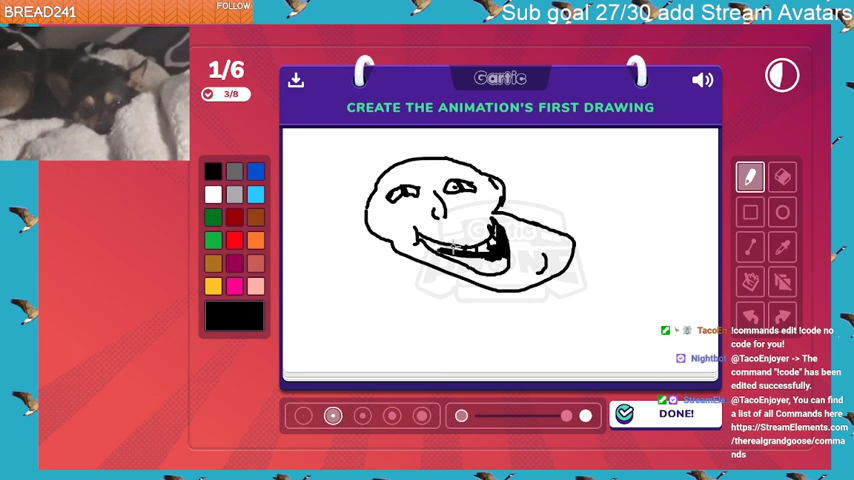 BREAD241
FOLLOW
Sub goal 27/30 add Stream Avatars
1/6
3/8
Gartic
CREATE THE ANIMATION'S FIRST DRAWING
Gartic
DONE!
TacoEn !commands edit !code no
code for you!
Nightbot @TacoEnjoyer -> The
command "!code" has been
edited successfully.
StreamEle @TacoEnjoyer, You can find
a list of all Commands here
https://StreamElements.com
/therealgrandgoose/comma
nds